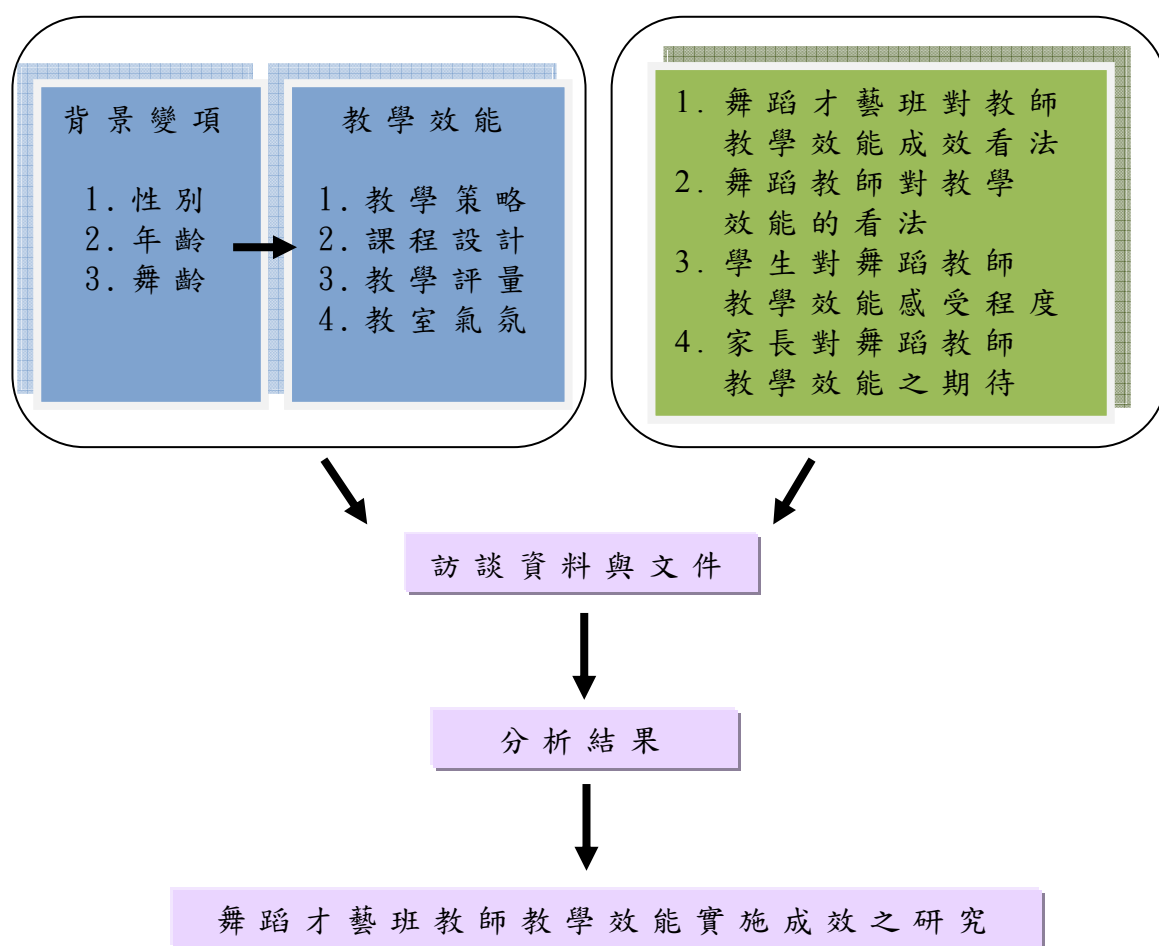 背景變項
1.性別
2.年齡
3.舞齡
教學效能
1.教學策略
2.課程設計
3.教學評量
4.教室氣氛
1.舞蹈才藝班對教師
教學效能成效看法
2.舞蹈教師對教學
效能的看法
3.學生對舞蹈教師
教學效能感受程度
4.家長對舞蹈教師
教學效能之期待
訪談資料與文件
分析結果
舞蹈才藝班教師教學效能實施成效之研究